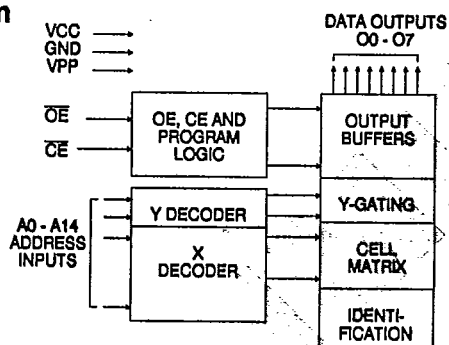 m
VCC
GND
VPP
OE
CE
OE, CE AND
PROGRAM
LOGIC
DATA OUTPUTS
O0 - O7
OUTPUT
BUFFERS
A0 - A14
ADDRESS
INPUTS
Y DECODER
X
DECODER
Y-GATING
CELL
MATRIX
IDENTI-
FICATION